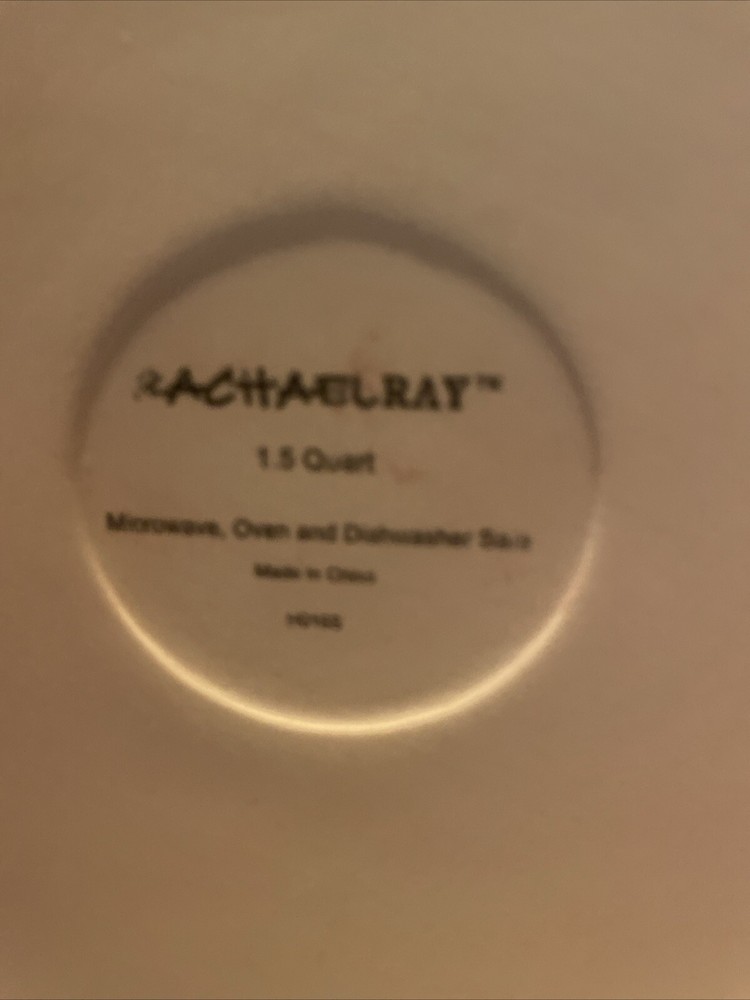 RACHAELRAY™
1.5 Quart
Microwave, Oven and Dishwasher Safe
Made in China